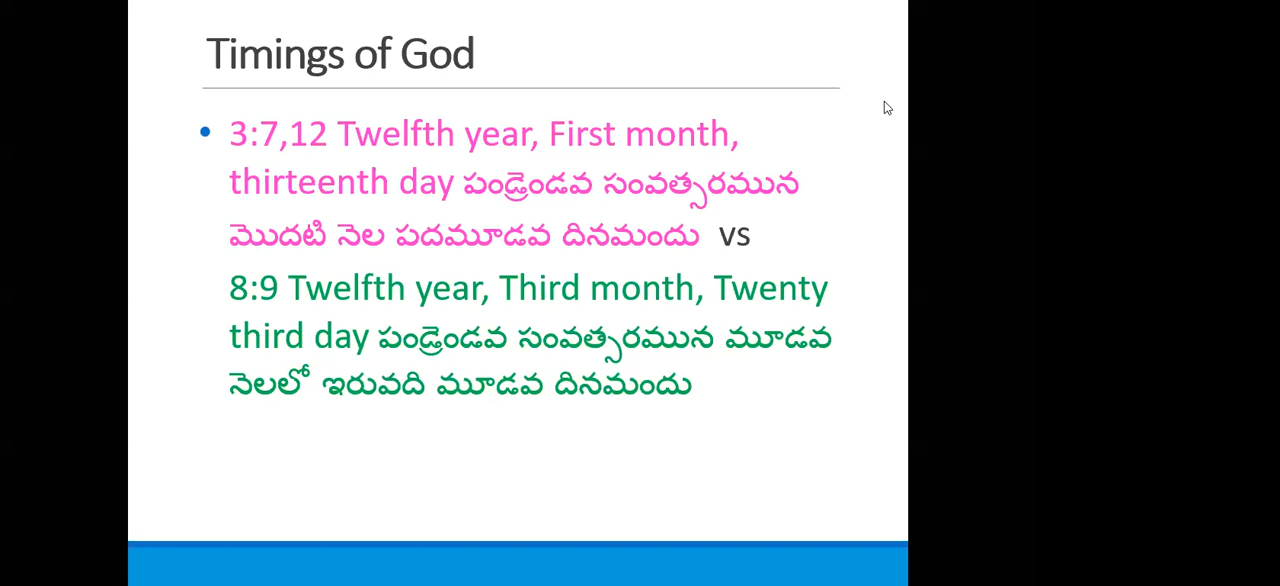 Timings of God
• 3:7,12 Twelfth year, First month,
thirteenth day పండ్రెండవ సంవత్సరమున
మొదటి నెల పదమూడవ దినమందు vs
8:9 Twelfth year, Third month, Twenty
third day పండ్రెండవ సంవత్సరమున మూడవ
నెలలో ఇరువది మూడవ దినమందు